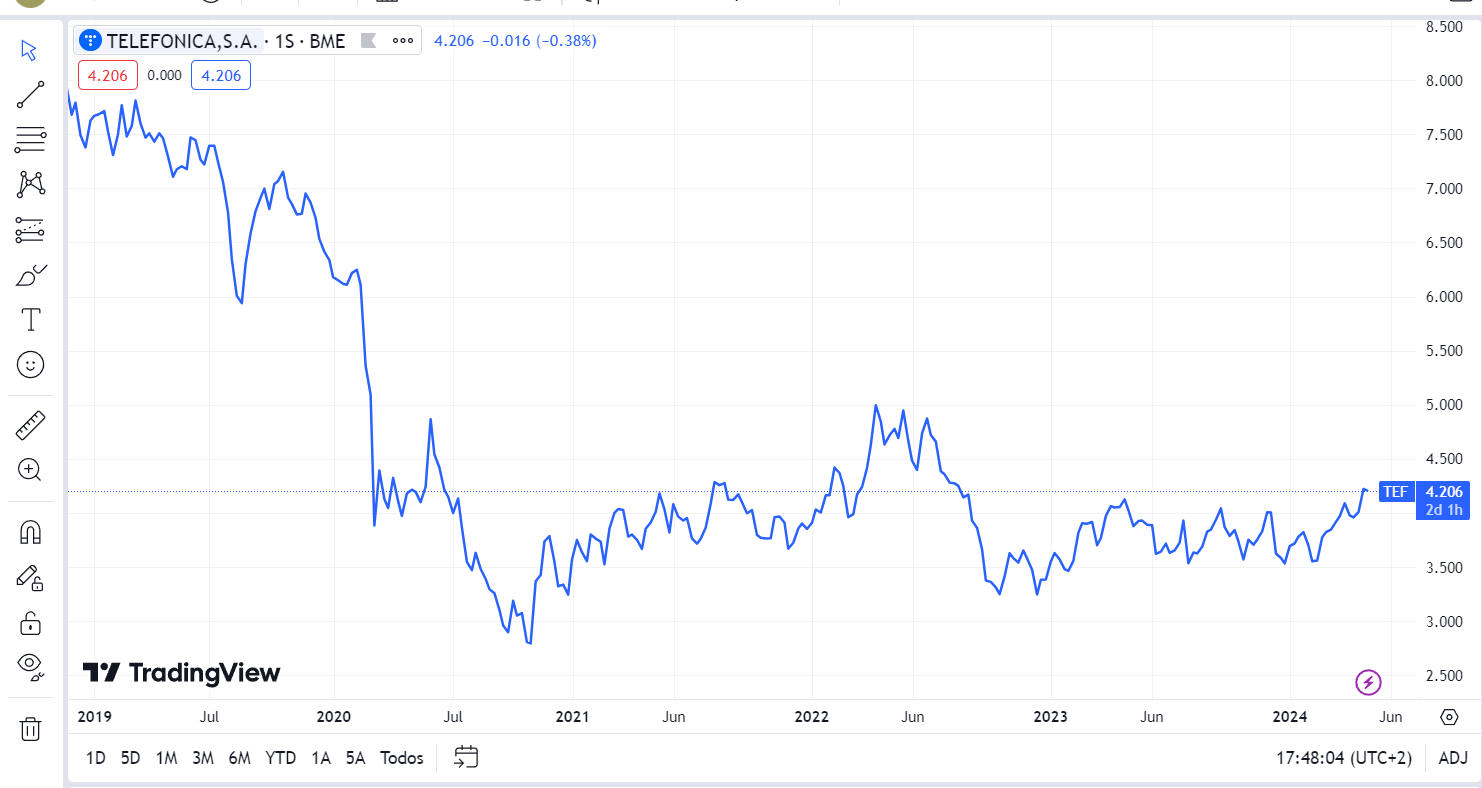 TELEFONICA,S.A. · 1S · BME 4.206 −0.016 (−0.38%)
4.206 0.000 4.206
8.500
8.000
7.500
7.000
6.500
6.000
5.500
5.000
4.500
TEF 4.206
2d 1h
3.500
3.000
2.500
TradingView
2019 Jul 2020 Jul 2021 Jun 2022 Jun 2023 Jun 2024 Jun
1D 5D 1M 3M 6M YTD 1A 5A Todos 17:48:04 (UTC+2) ADJ